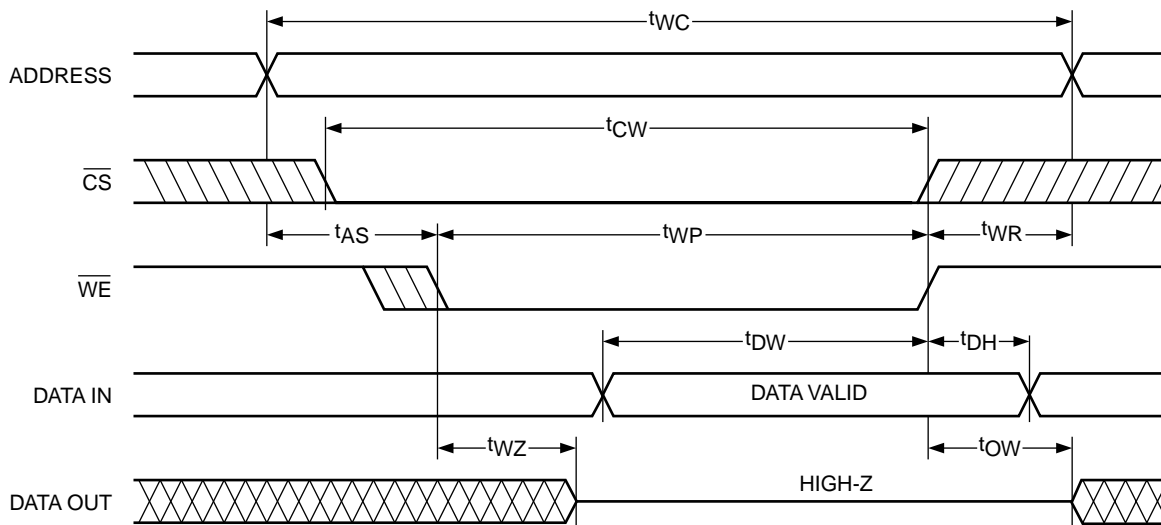 tWC
ADDRESS
tCW
CS
tAS
tWP
tWR
WE
tDW
tDH
DATA IN
DATA VALID
tWZ
tOW
DATA OUT
HIGH-Z